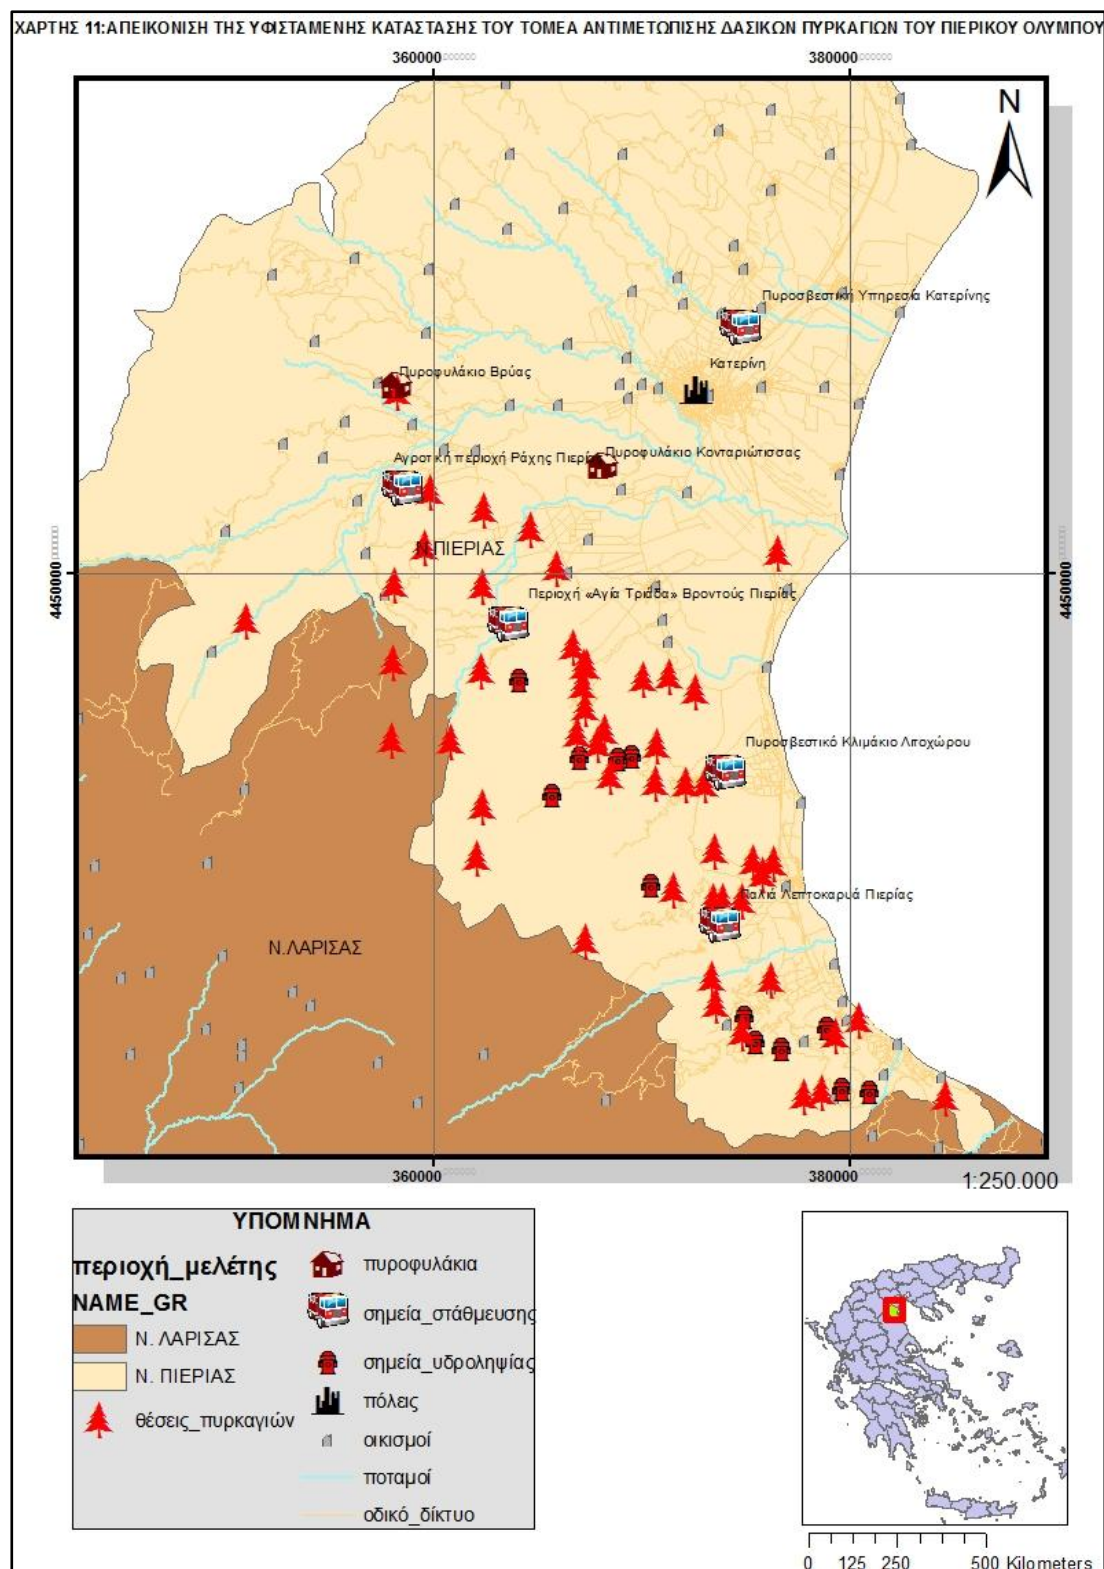 ΧΑΡΤΗΣ 11:ΑΠΕΙΚΟΝΙΣΗ ΤΗΣ ΥΦΙΣΤΑΜΕΝΗΣ ΚΑΤΑΣΤΑΣΗΣ ΤΟΥ ΤΟΜΕΑ ΑΝΤΙΜΕΤΩΠΙΣΗΣ ΔΑΣΙΚΩΝ ΠΥΡΚΑΓΙΩΝ ΤΟΥ ΠΙΕΡΙΚΟΥ ΟΛΥΜΠΟΥ
360000 380000
N
Πυροσβεστική Υπηρεσία Κατερίνης
Κατερίνη
Πυροφυλάκιο Βρύας
Πυροφυλάκιο Κονταριώτισσας
Αγροτική περιοχή Ράχης
Ν.ΠΙΕΡΙΑΣ
4450000 4450000
Περιοχή «Αγία Τριάδα» Βροντούς Πιερίας
Πυροσβεστικό Κλιμάκιο Λιτοχώρου
Παλιά Λεπτοκαρυά Πιερίας
Ν.ΛΑΡΙΣΑΣ
360000 380000
1:250.000
ΥΠΟΜΝΗΜΑ
περιοχή_μελέτης
NAME_GR
Ν. ΛΑΡΙΣΑΣ
Ν. ΠΙΕΡΙΑΣ
θέσεις_πυρκαγιών
πυροφυλάκια
σημεία_στάθμευσης
σημεία_υδροληψίας
πόλεις
οικισμοί
ποταμοί
οδικό_δίκτυο
0 125 250 500 Kilometers